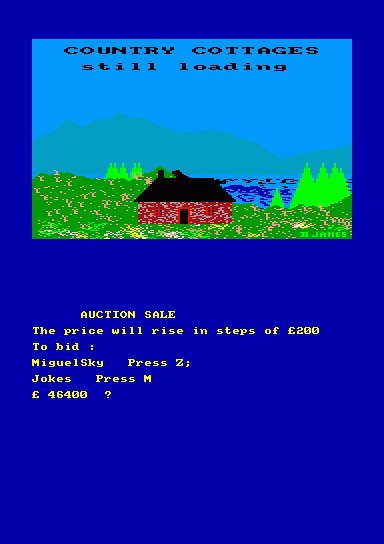 COUNTRY COTTAGES
still loading
B JAMES
AUCTION SALE
The price will rise in steps of £200
To bid :
MiguelSky Press Z;
Jokes Press M
£ 46400 ?